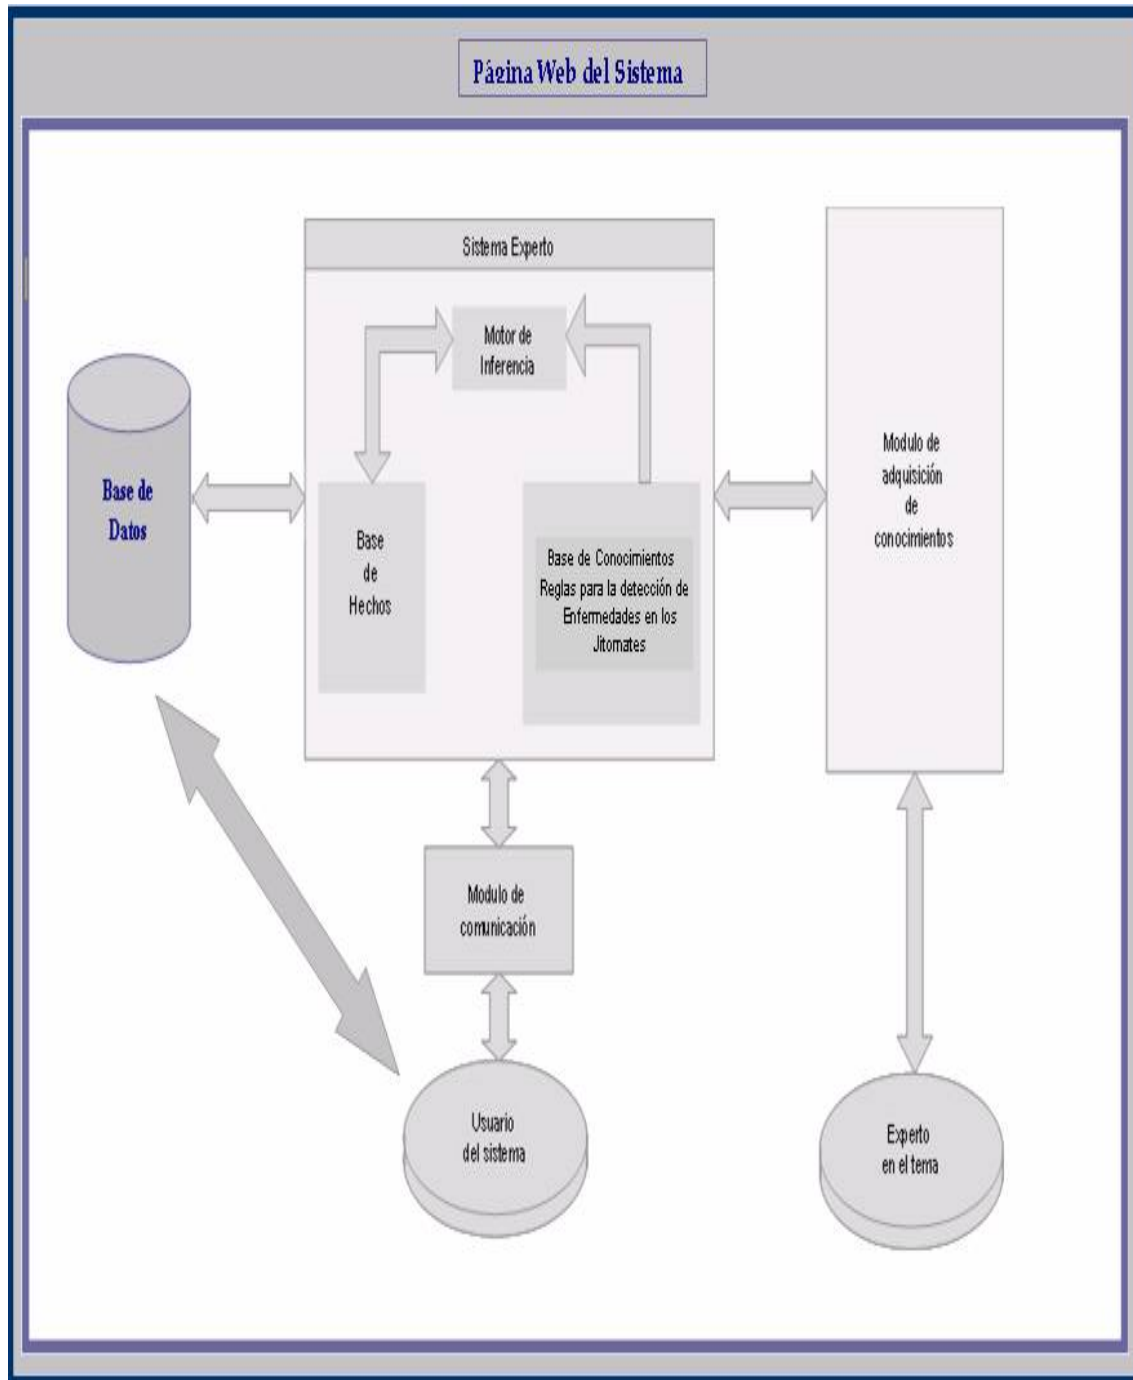 Página Web del Sistema
Sistema Experto
Motor de
Inferencia
Base de
Datos
Base
de
Hechos
Base de Conocimientos
Reglas para la detección de
Enfermedades en los
Jitomates
Modulo de
adquisición
de
conocimientos
Modulo de
comunicación
Usuario
del sistema
Experto
en el tema